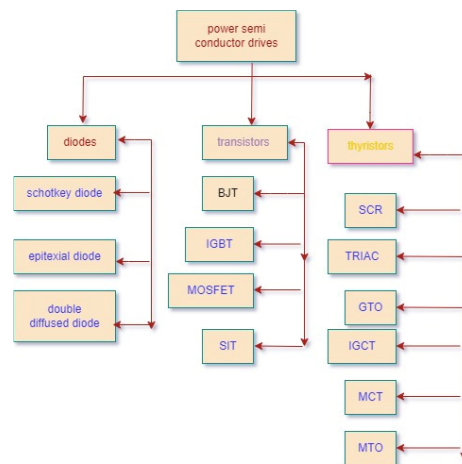 power semi
conductor drives
diodes
transistors
thyristors
schotkey diode
epitexial diode
double
diffused diode
BJT
IGBT
MOSFET
SIT
SCR
TRIAC
GTO
IGCT
MCT
MTO